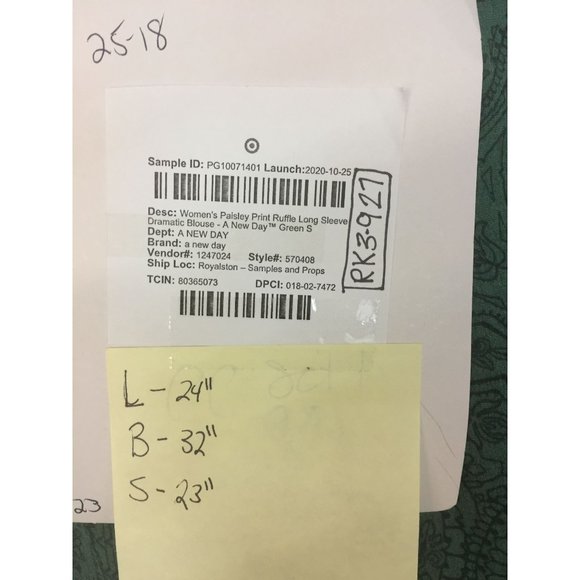 25-18
Sample ID: PG10071401 Launch:2020-10-25
Desc: Women's Paisley Print Ruffle Long Sleeve
Dramatic Blouse - A New Day™ Green S
Dept: A NEW DAY
Brand: a new day
Vendor#: 1247024 Style#: 570408
Ship Loc: Royalston – Samples and Props
TCIN: 80365073 DPCI: 018-02-7472
RK3-927
L - 24"
B - 32"
S - 23"
23